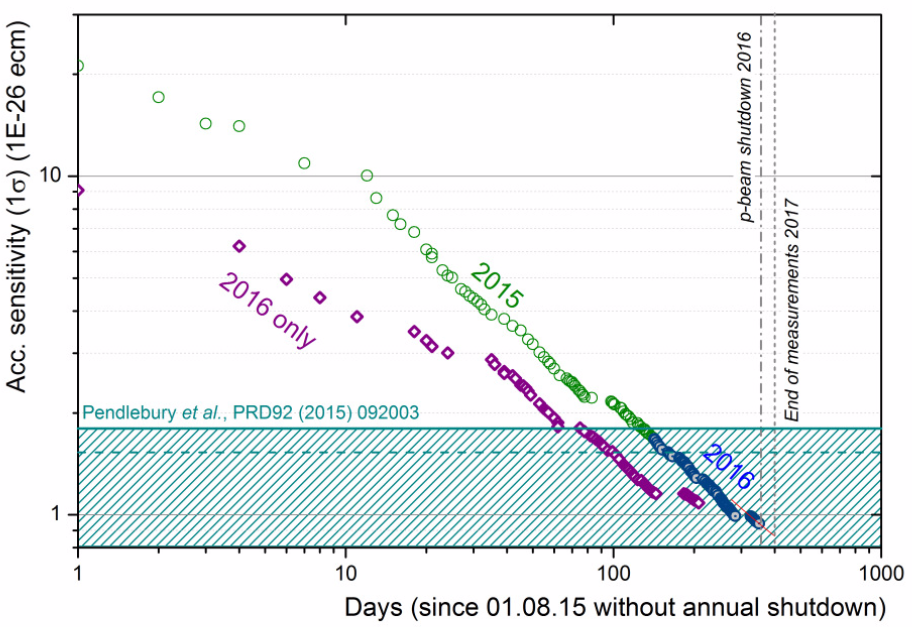 Acc. sensitivity (1σ) (1E-26 ecm)
10
1
2015
2016 only
2016
Pendlebury et al., PRD92 (2015) 092003
p-beam shutdown 2016
End of measurements 2017
1
10
100
1000
Days (since 01.08.15 without annual shutdown)